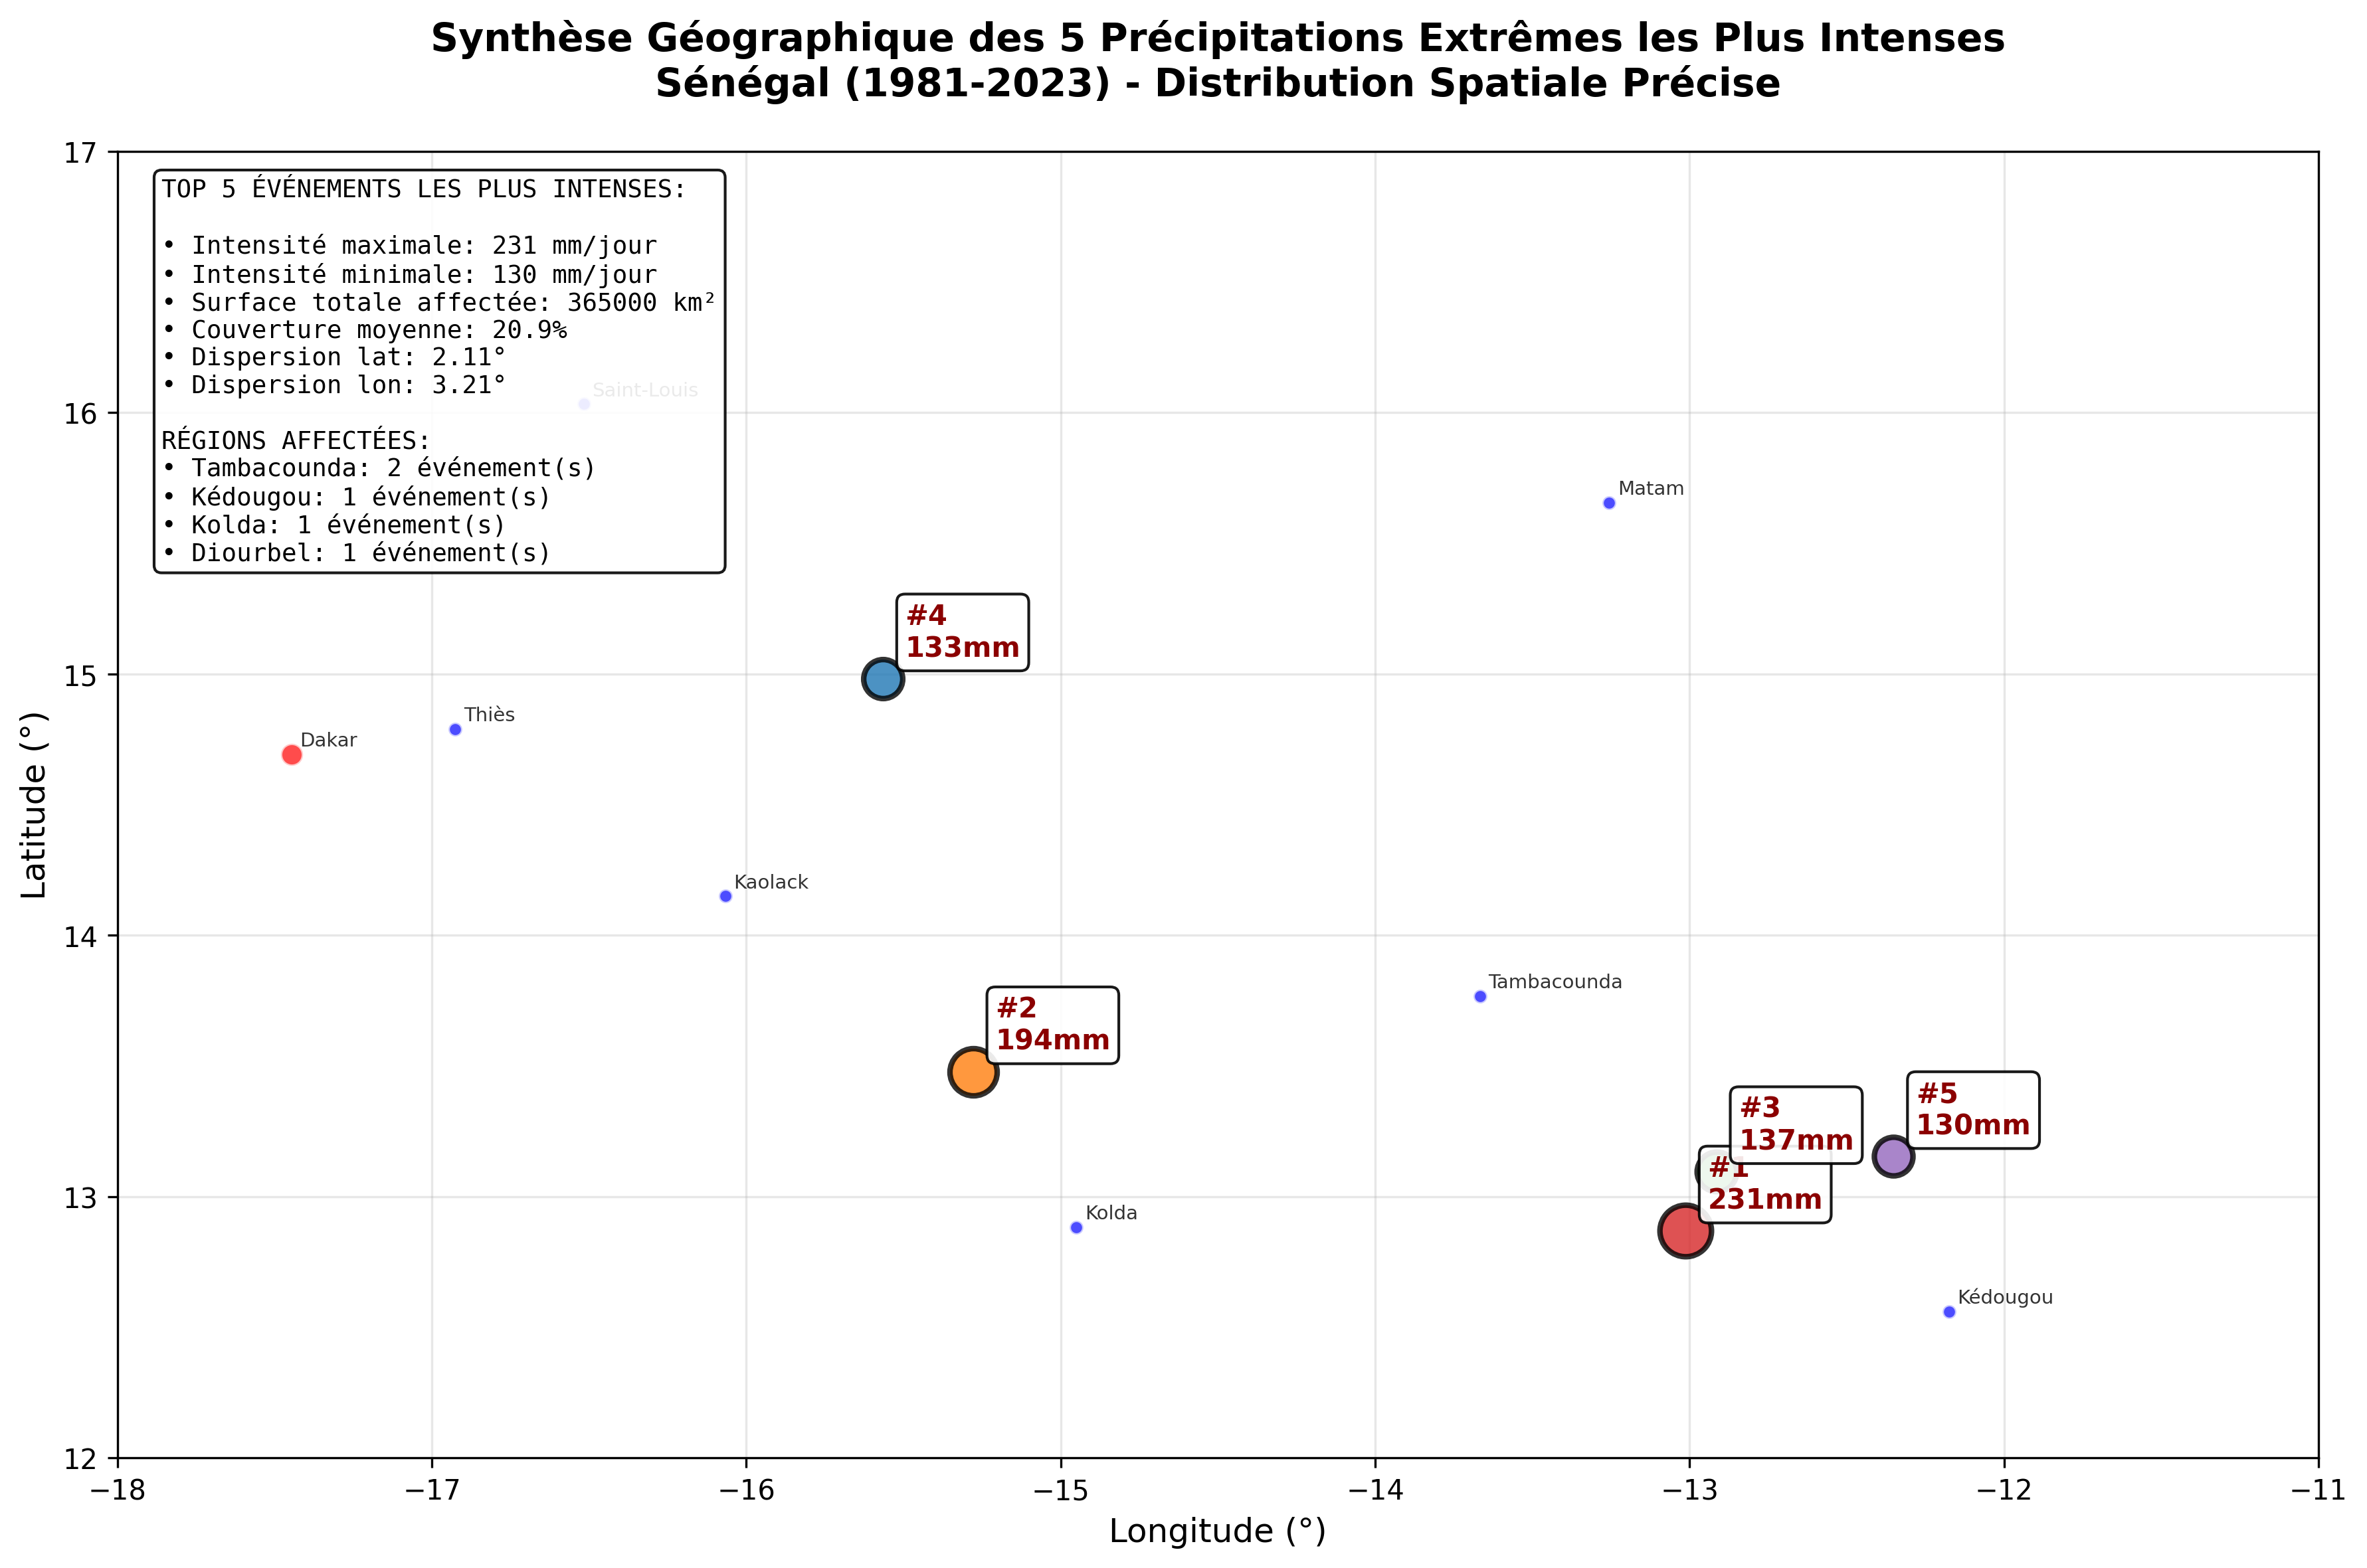 Synthèse Géographique des 5 Précipitations Extrêmes les Plus Intenses
Sénégal (1981-2023) - Distribution Spatiale Précise
17
16
15
14
13
12
Latitude (°)
TOP 5 ÉVÉNEMENTS LES PLUS INTENSES:
• Intensité maximale: 231 mm/jour
• Intensité minimale: 130 mm/jour
• Surface totale affectée: 365000 km²
• Couverture moyenne: 20.9%
• Dispersion lat: 2.11°
• Dispersion lon: 3.21°
Saint-Louis
RÉGIONS AFFECTÉES:
• Tambacounda: 2 événement(s)
• Kédougou: 1 événement(s)
• Kolda: 1 événement(s)
• Diourbel: 1 événement(s)
Matam
#4
133mm
Thiès
Dakar
Kaolack
Tambacounda
#2
194mm
#5
130mm
#3
137mm
#1
231mm
Kolda
Kédougou
−18
−17
−16
−15
−14
−13
−12
−11
Longitude (°)